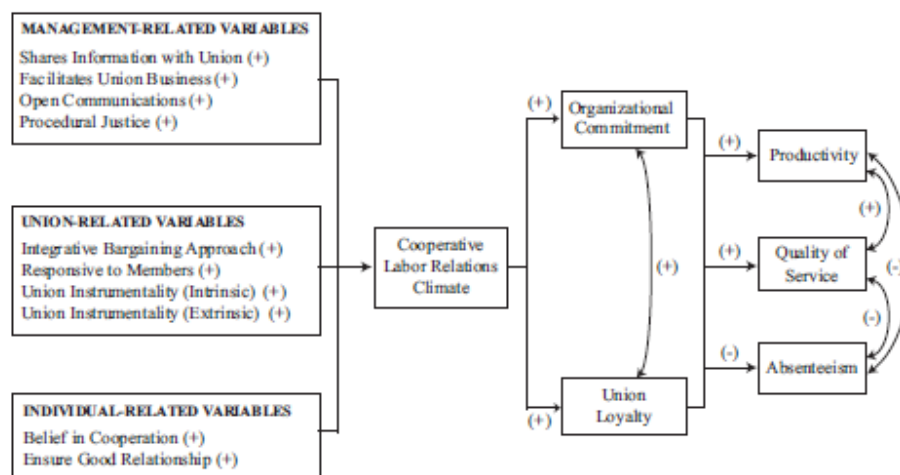 MANAGEMENT-RELATED VARIABLES
Shares Information with Union (+)
Facilitates Union Business (+)
Open Communications (+)
Procedural Justice (+)
UNION-RELATED VARIABLES
Integrative Bargaining Approach (+)
Responsive to Members (+)
Union Instrumentality (Intrinsic) (+)
Union Instrumentality (Extrinsic) (+)
INDIVIDUAL-RELATED VARIABLES
Belief in Cooperation (+)
Ensure Good Relationship (+)
Cooperative
Labor Relations
Climate
(+)
(+)
Organizational
Commitment
(+)
Union
Loyalty
(+)
(+)
(-)
Productivity
Quality of
Service
Absenteeism
(+)
(-)
(-)